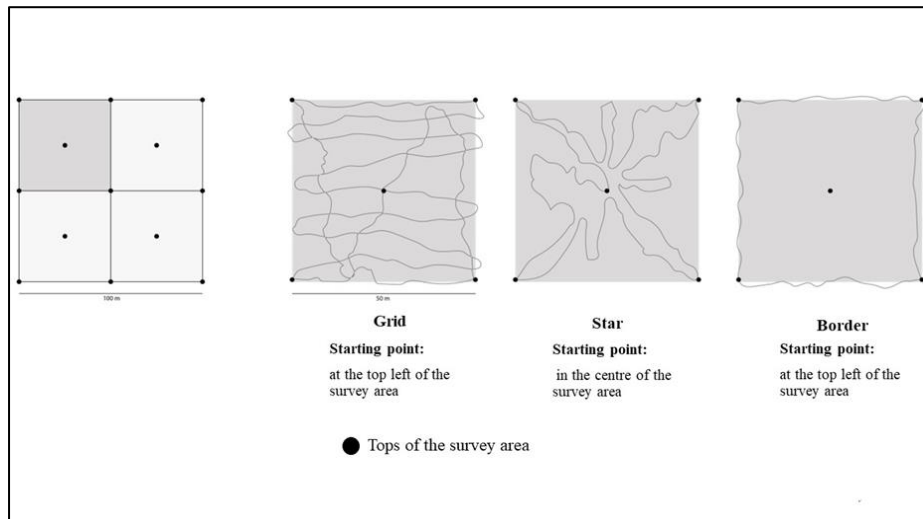 100 m
50 m
Grid
Starting point:
at the top left of the
survey area
Star
Starting point:
in the centre of the
survey area
Border
Starting point:
at the top left of the
survey area
Tops of the survey area